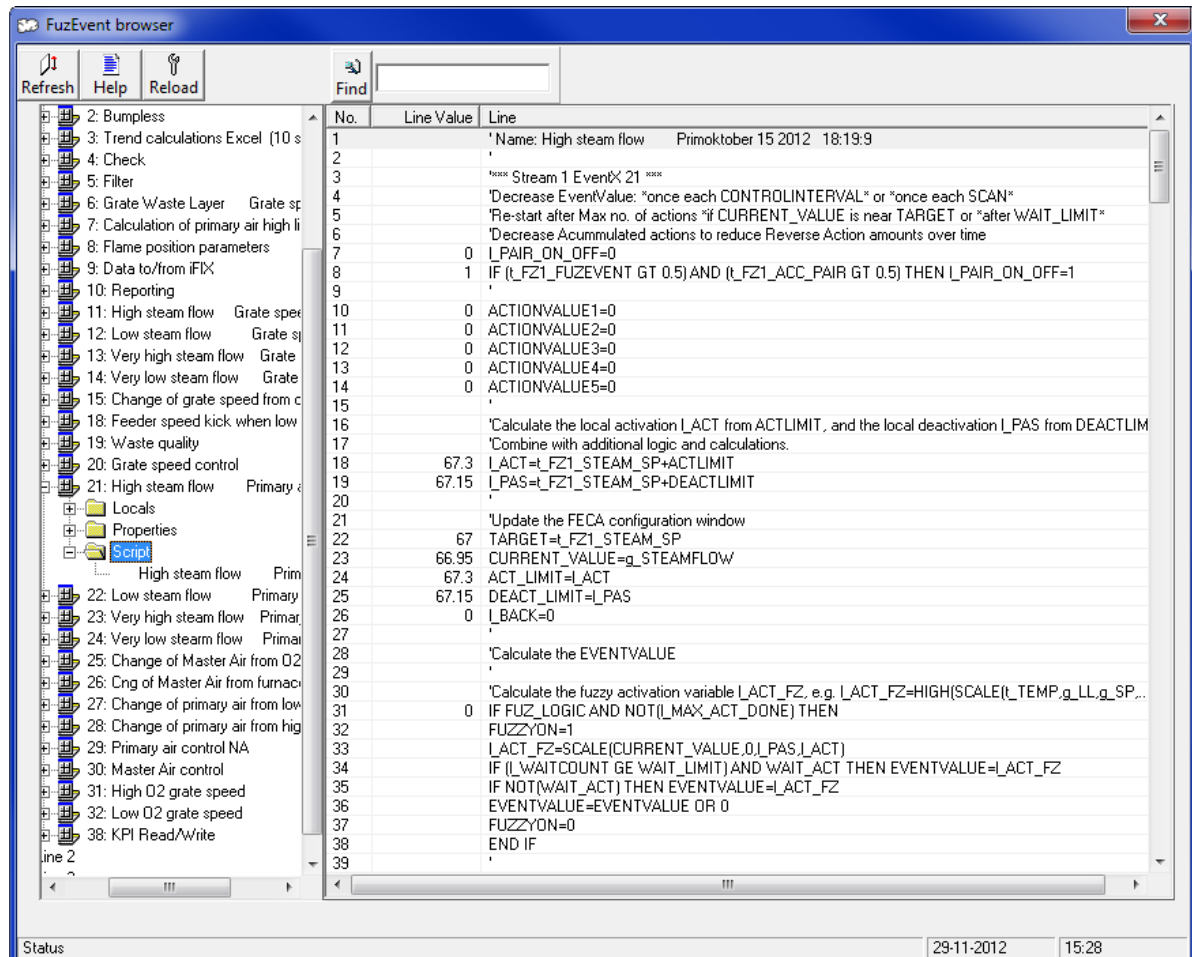 FuzEvent browser
x
Refresh Help Reload Find
2: Bumpless
3: Trend calculations Excel (10 s
4: Check
5: Filter
6: Grate Waste Layer Grate sp
7: Calculation of primary air high li
8: Flame position parameters
9: Data to/from iFIX
10: Reporting
11: High steam flow Grate spee
12: Low steam flow Grate sp
13: Very high steam flow Grate
14: Very low steam flow Grate
15: Change of grate speed from c
18: Feeder speed kick when low
19: Waste quality
20: Grate speed control
21: High steam flow Primary a
Locals
Properties
Script
High steam flow Prim
22: Low steam flow Primary
23: Very high steam flow Primar
24: Very low stearm flow Primar
25: Change of Master Air from O2
26: Cng of Master Air from furnac
27: Change of primary air from low
28: Change of primary air from hig
29: Primary air control NA
30: Master Air control
31: High O2 grate speed
32: Low O2 grate speed
38: KPI Read/Write
Line 2
No. Line Value Line
1 ' Name: High steam flow Primoktober 15 2012 18:19:9
2 '
3 '*** Stream 1 EventX 21 ***
4 'Decrease EventValue: *once each CONTROLINTERVAL* or *once each SCAN*
5 'Re-start after Max no. of actions *if CURRENT_VALUE is near TARGET or *after WAIT_LIMIT*
6 'Decrease Acummulated actions to reduce Reverse Action amounts over time
7 0 l_PAIR_ON_OFF=0
8 1 IF (t_FZ1_FUZEVENT GT 0.5) AND (t_FZ1_ACC_PAIR GT 0.5) THEN l_PAIR_ON_OFF=1
9 '
10 0 ACTIONVALUE1=0
11 0 ACTIONVALUE2=0
12 0 ACTIONVALUE3=0
13 0 ACTIONVALUE4=0
14 0 ACTIONVALUE5=0
15 '
16 'Calculate the local activation l_ACT from ACTLIMIT, and the local deactivation l_PAS from DEACTLIM
17 'Combine with additional logic and calculations.
18 67.3 l_ACT=t_FZ1_STEAM_SP+ACTLIMIT
19 67.15 l_PAS=t_FZ1_STEAM_SP+DEACTLIMIT
20 '
21 'Update the FECA configuration window
22 67 TARGET=t_FZ1_STEAM_SP
23 66.95 CURRENT_VALUE=g_STEAMFLOW
24 67.3 ACT_LIMIT=l_ACT
25 67.15 DEACT_LIMIT=l_PAS
26 0 l_BACK=0
27 '
28 'Calculate the EVENTVALUE
29 '
30 'Calculate the fuzzy activation variable l_ACT_FZ, e.g. l_ACT_FZ=HIGH(SCALE(t_TEMP,g_LL,g_SP,...
31 0 IF FUZ_LOGIC AND NOT(l_MAX_ACT_DONE) THEN
32 FUZZYON=1
33 l_ACT_FZ=SCALE(CURRENT_VALUE,0,l_PAS,l_ACT)
34 IF (l_WAITCOUNT GE WAIT_LIMIT) AND WAIT_ACT THEN EVENTVALUE=l_ACT_FZ
35 IF NOT(WAIT_ACT) THEN EVENTVALUE=l_ACT_FZ
36 EVENTVALUE=EVENTVALUE OR 0
37 FUZZYON=0
38 END IF
39 '
Status 29-11-2012 15:28